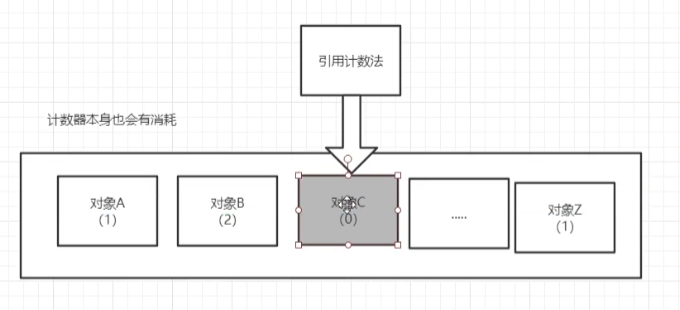 引用计数法
计数器本身也会有消耗
对象A
（1）
对象B
（2）
对象C
（0）
.....
对象Z
（1）